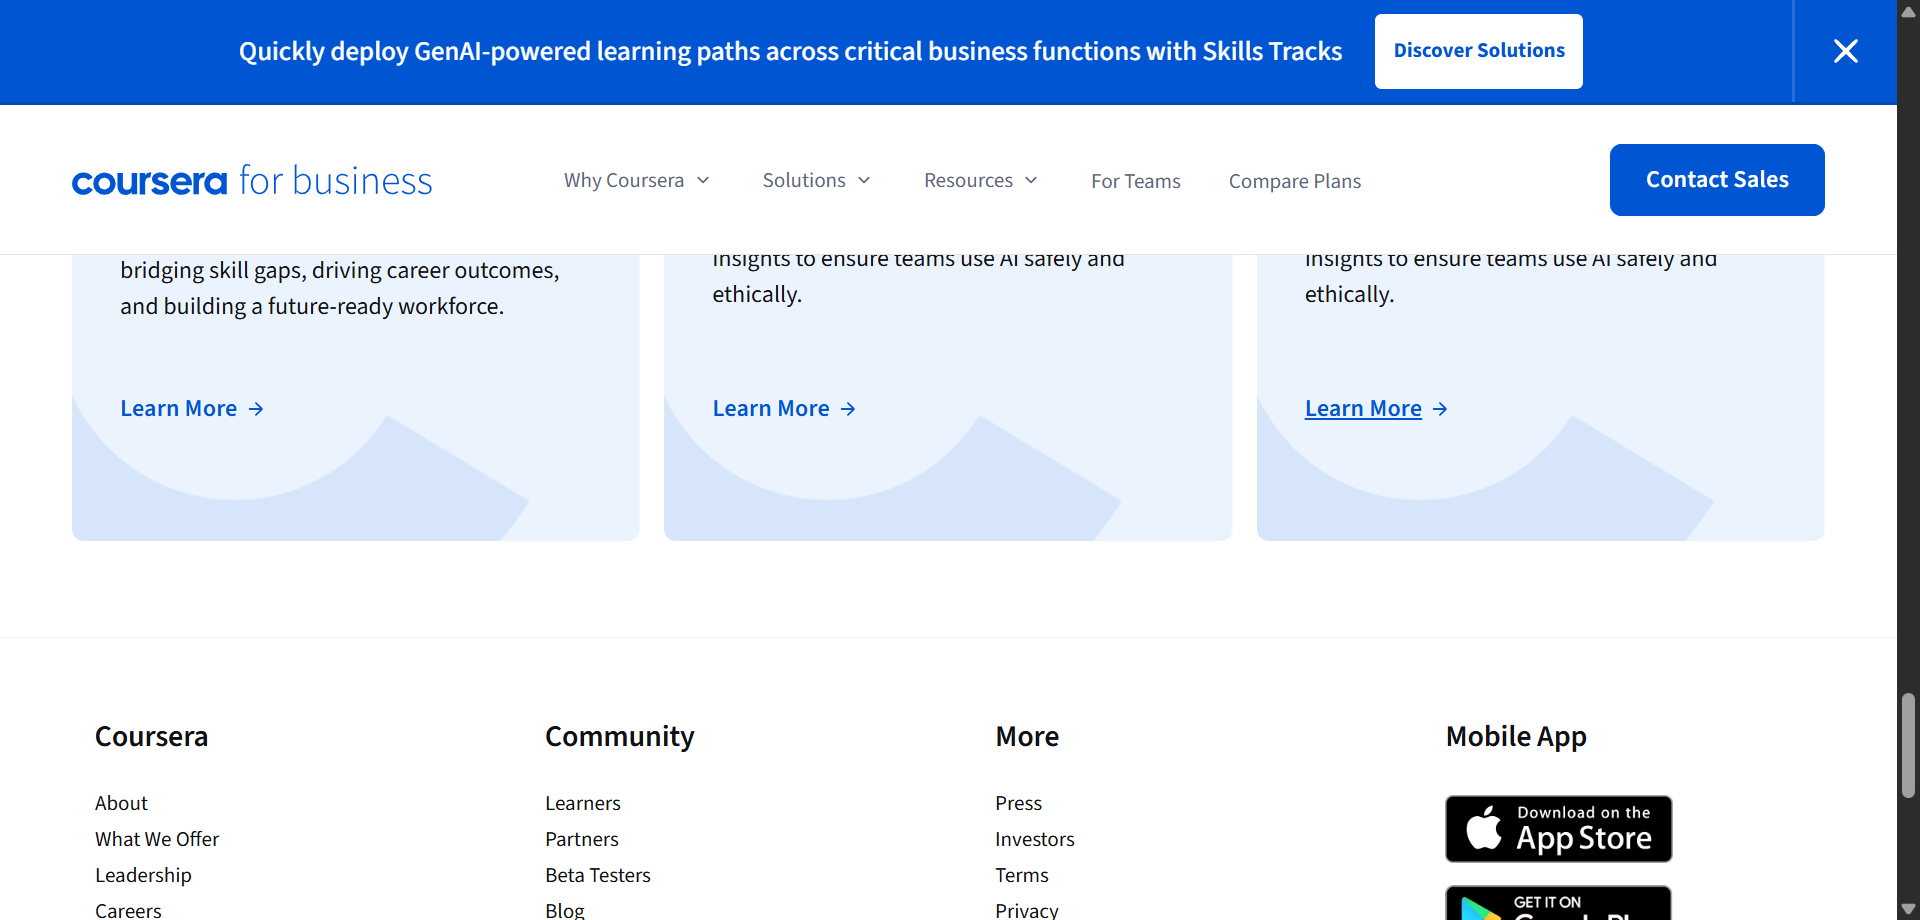 Quickly deploy GenAI-powered learning paths across critical business functions with Skills Tracks
Discover Solutions
coursera for business
Why Coursera
Solutions
Resources
For Teams
Compare Plans
Contact Sales
bridging skill gaps, driving career outcomes,
and building a future-ready workforce.
Learn More
insights to ensure teams use AI safely and
ethically.
Learn More
insights to ensure teams use AI safely and
ethically.
Learn More
Coursera
About
What We Offer
Leadership
Careers
Community
Learners
Partners
Beta Testers
Blog
More
Press
Investors
Terms
Privacy
Mobile App
Download on the
App Store
GET IT ON